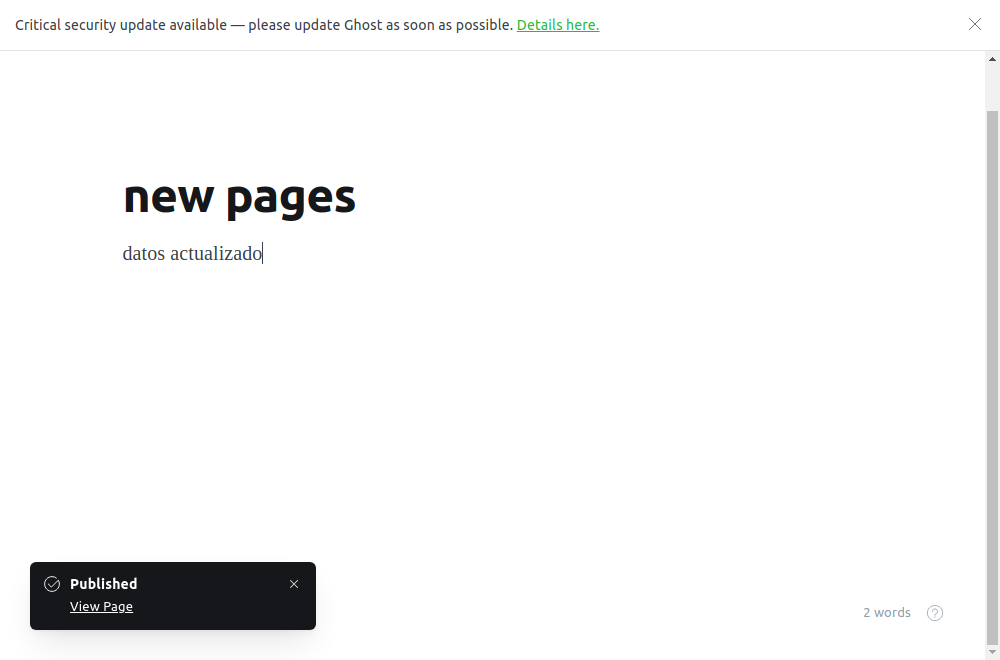 Critical security update available — please update Ghost as soon as possible. Details here.
new pages
datos actualizado
Published
View Page
2 words
?